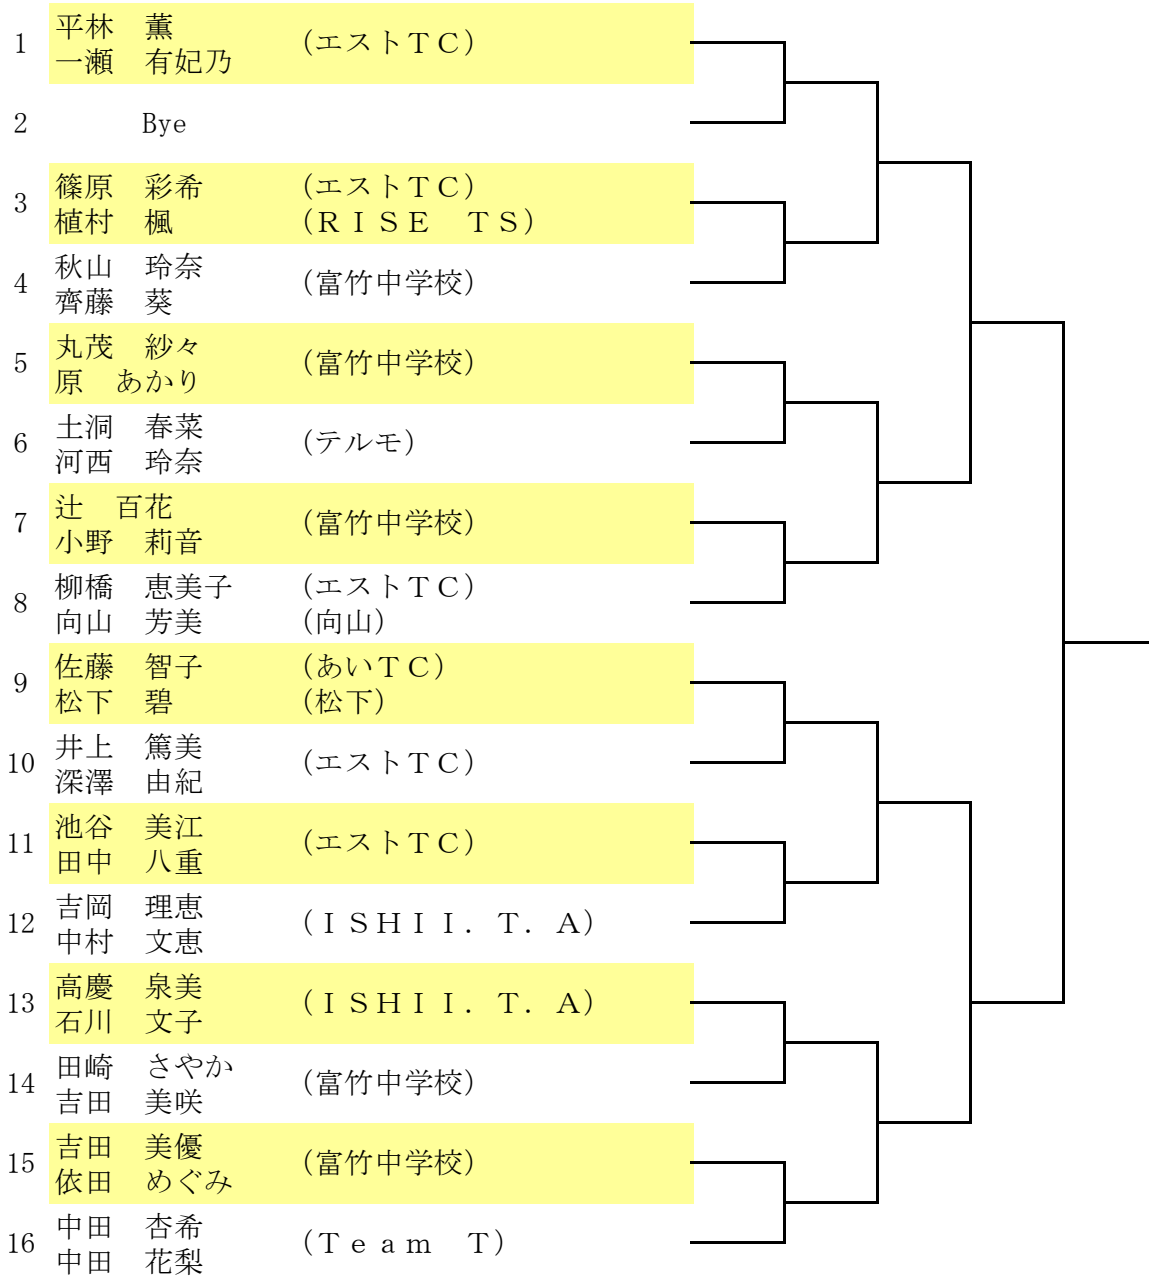 1 平林　薫 (エストＴＣ)
一瀬　有妃乃
2 Bye
3 篠原　彩希 (エストＴＣ)
植村　楓 (ＲＩＳＥ　ＴＳ)
4 秋山　玲奈 (富竹中学校)
齊藤　葵
5 丸茂　紗々 (富竹中学校)
原　あかり
6 土洞　春菜 (テルモ)
河西　玲奈
7 辻　百花 (富竹中学校)
小野　莉音
8 柳橋　恵美子 (エストＴＣ)
向山　芳美 (向山)
9 佐藤　智子 (あいＴＣ)
松下　碧 (松下)
10 井上　篤美 (エストＴＣ)
深澤　由紀
11 池谷　美江 (エストＴＣ)
田中　八重
12 吉岡　理恵 (ＩＳＨＩＩ．Ｔ．Ａ)
中村　文恵
13 高慶　泉美 (ＩＳＨＩＩ．Ｔ．Ａ)
石川　文子
14 田崎　さやか (富竹中学校)
吉田　美咲
15 吉田　美優 (富竹中学校)
依田　めぐみ
16 中田　杏希 (Ｔｅａｍ　Ｔ)
中田　花梨